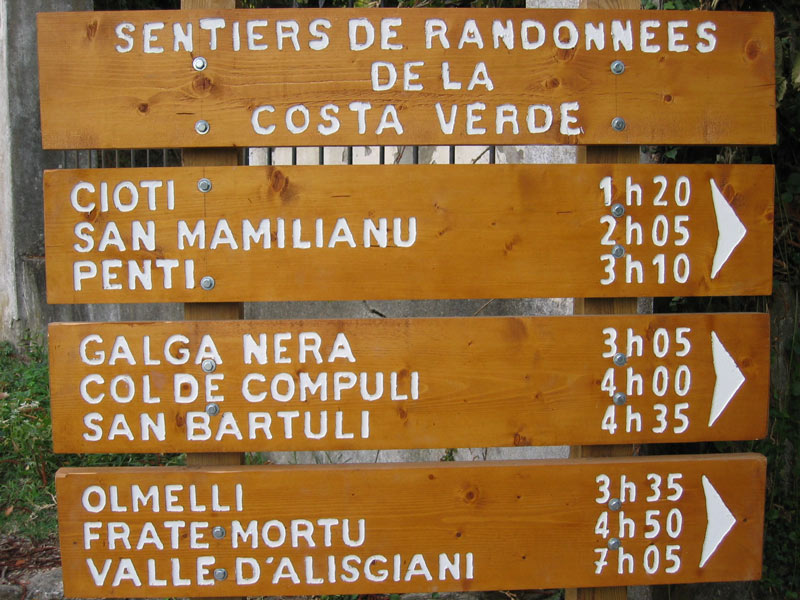 SENTIERS DE RANDONNEES
DE LA
COSTA VERDE
CIOTI 1h20
SAN MAMILIANU 2h05
PENTI 3h10
GALGA NERA 3h05
COL DE COMPULI 4h00
SAN BARTULI 4h35
OLMELLI 3h35
FRATE MORTU 4h50
VALLE D'ALISGIANI 7h05